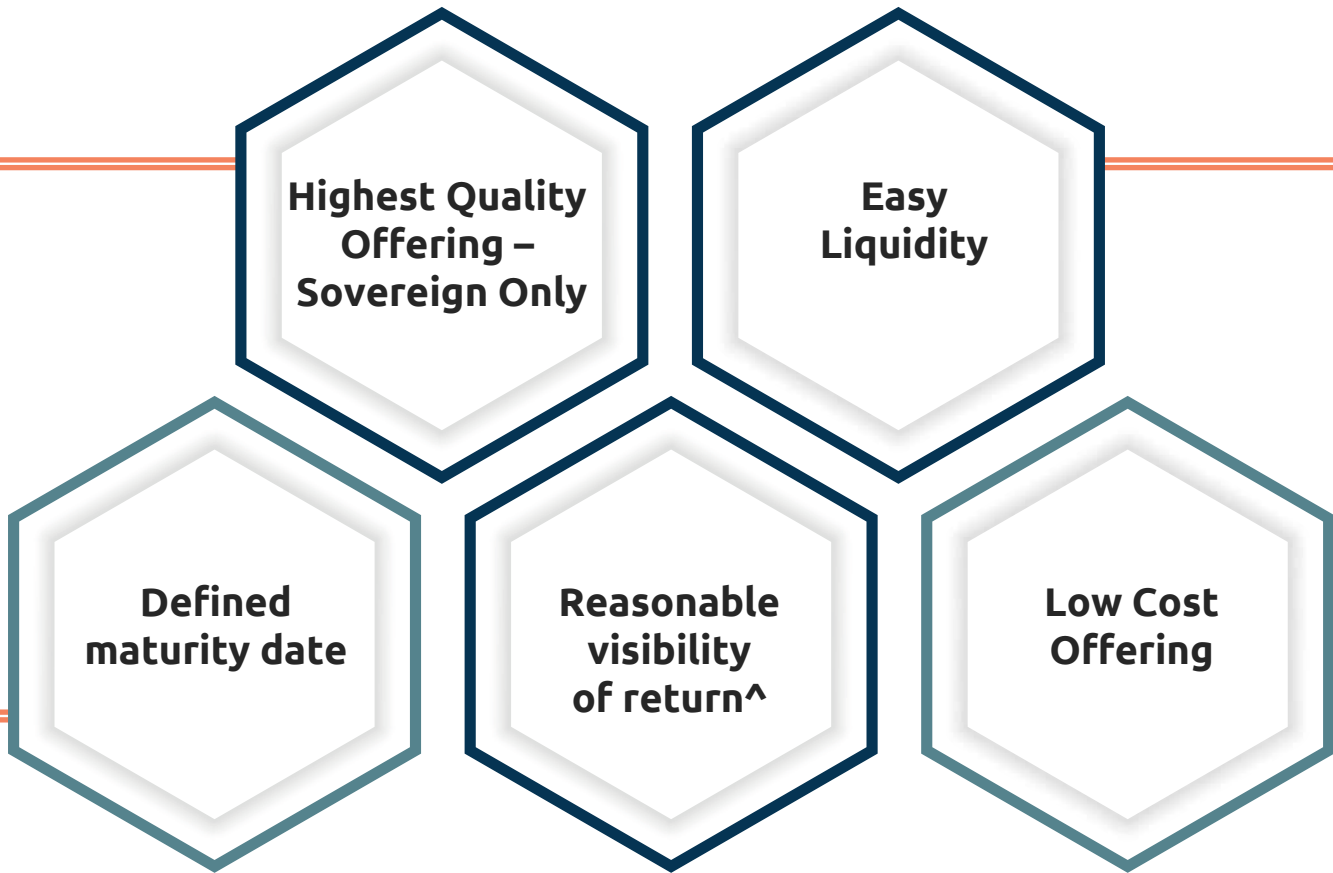 Highest Quality
Offering –
Sovereign Only
Easy
Liquidity
Defined
maturity date
Reasonable
visibility
of return^
Low Cost
Offering